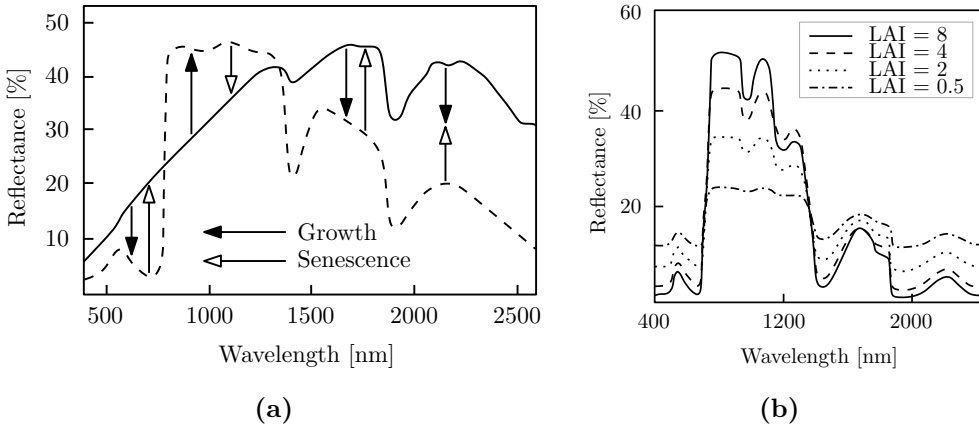 50
40
30
20
10
Reflectance [%]
Growth
Senescence
500
1000
1500
2000
2500
Wavelength [nm]
(a)
60
40
20
Reflectance [%]
LAI = 8
LAI = 4
LAI = 2
LAI = 0.5
400
1200
2000
Wavelength [nm]
(b)